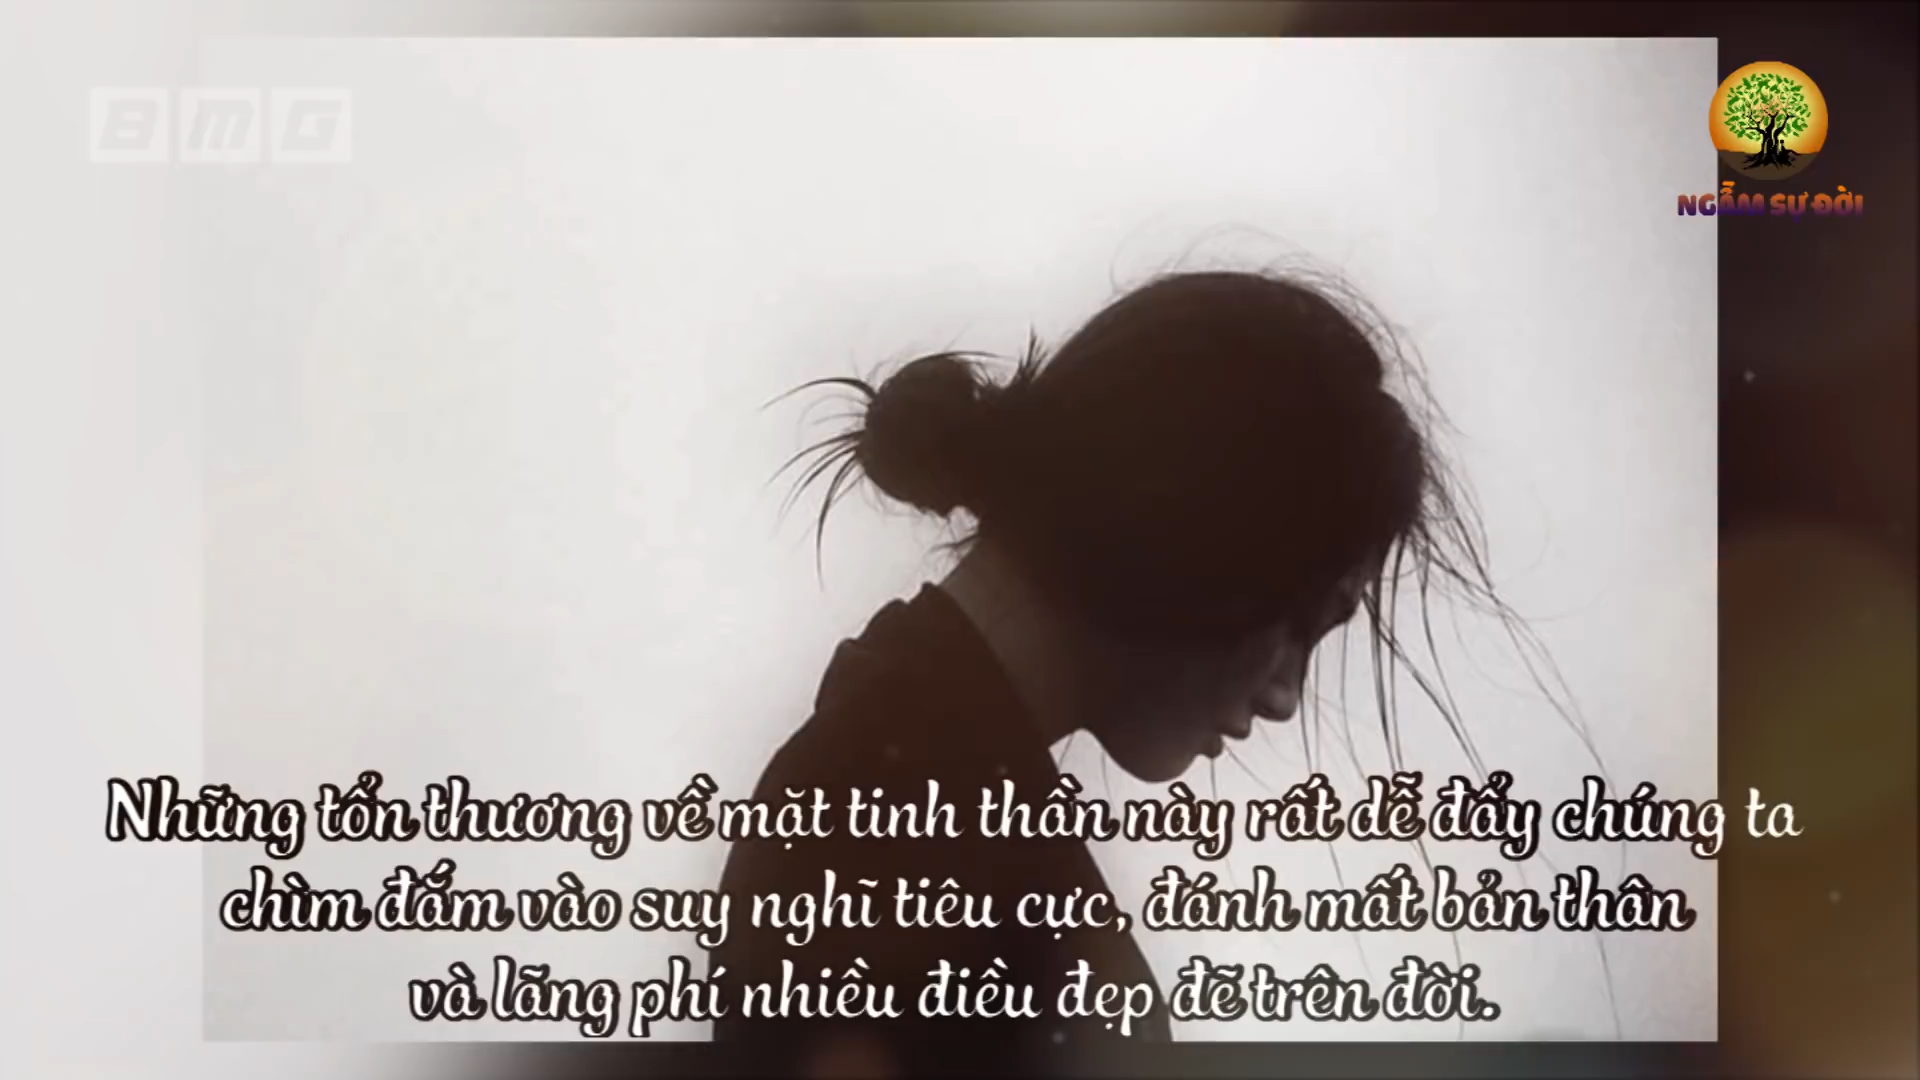 BMG
NGẪM SỰ ĐỜI
Những tổn thương về mặt tinh thần này rất dễ đẩy chúng ta
chìm đắm vào suy nghĩ tiêu cực, đánh mất bản thân
và lãng phí nhiều điều đẹp đẽ trên đời.